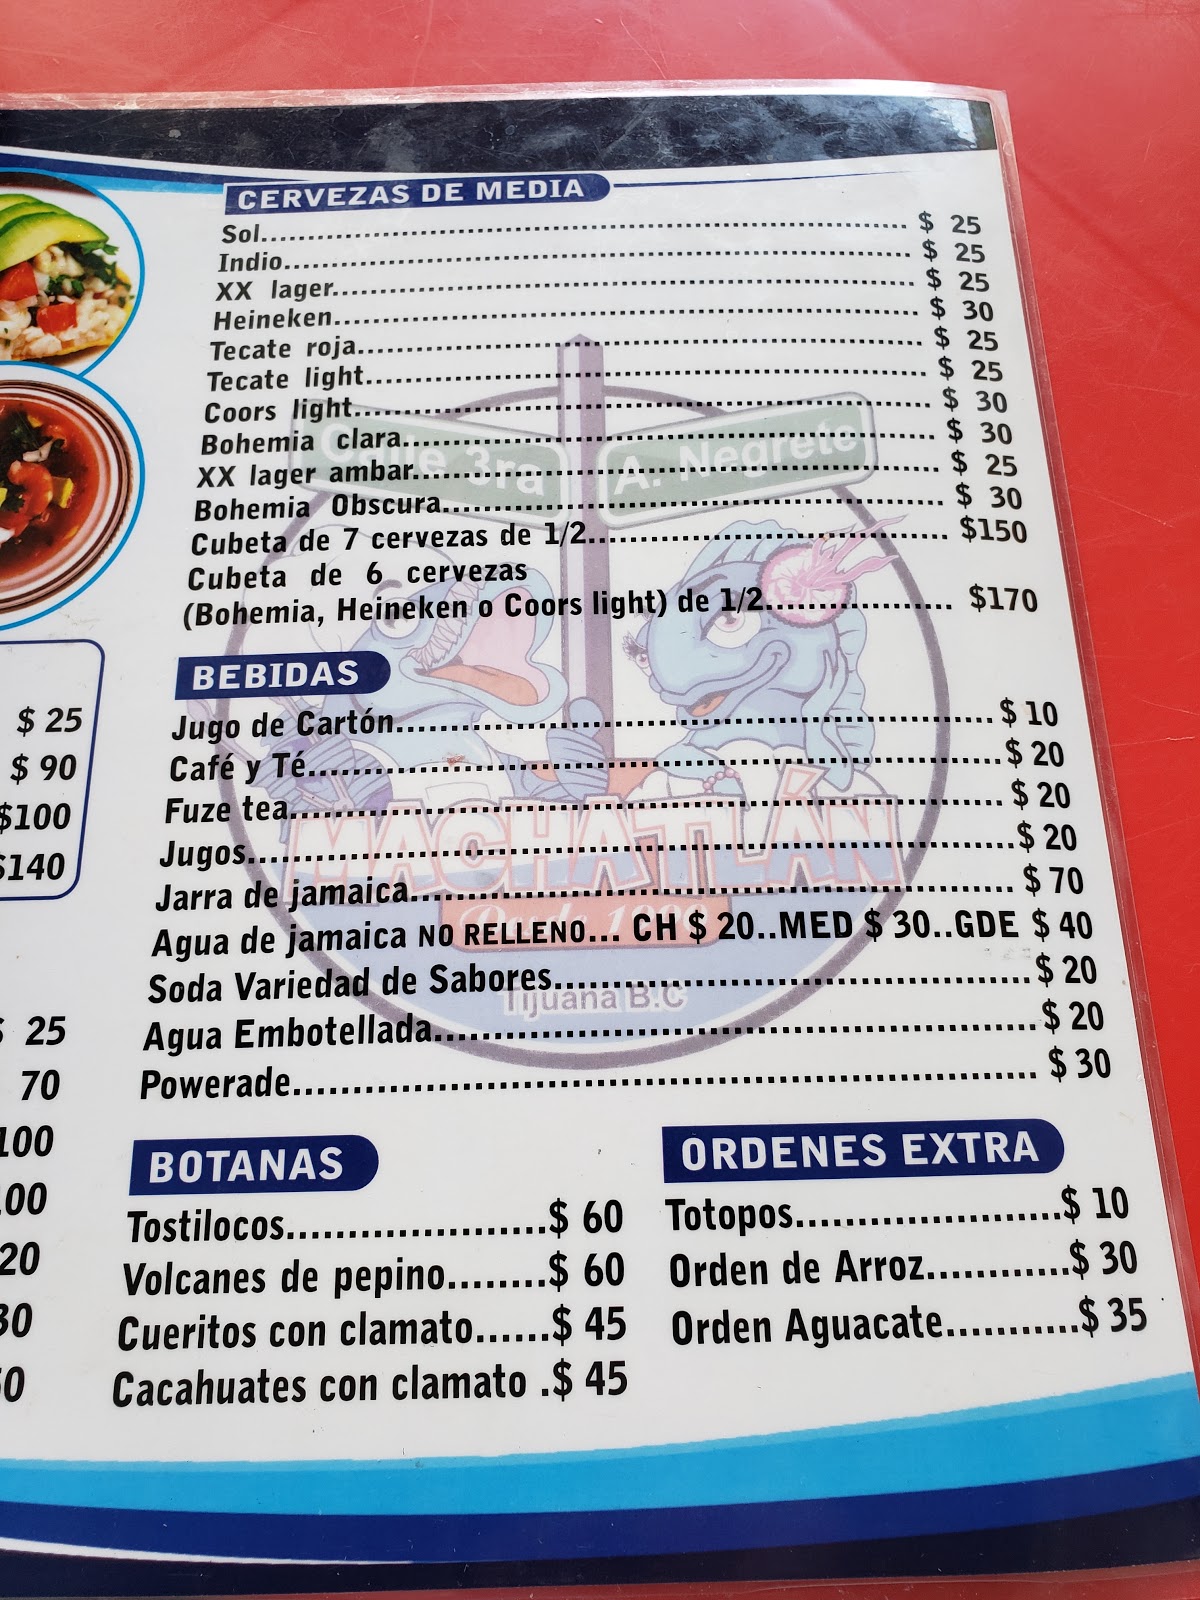 CERVEZAS DE MEDIA
Sol........ $ 25
Indio........ $ 25
XX lager........ $ 25
Heineken........ $ 30
Tecate roja........ $ 25
Tecate light........ $ 25
Coors light........ $ 30
Bohemia clara........ $ 30
XX lager ambar........ $ 25
Bohemia Obscura........ $ 30
Cubeta de 7 cervezas de 1/2........ $150
Cubeta de 6 cervezas
(Bohemia, Heineken o Coors light) de 1/2........ $170
Calle 3ra
A. Negrete
MACHATLÁN
Desde
Tijuana B.C
BEBIDAS
Jugo de Cartón........ $ 10
Café y Té........ $ 20
Fuze tea........ $ 20
Jugos........ $ 20
Jarra de jamaica........ $ 70
Agua de jamaica NO RELLENO... CH $ 20..MED $ 30..GDE $ 40
Soda Variedad de Sabores........ $ 20
Agua Embotellada........ $ 20
Powerade........ $ 30
$ 25
$ 90
$100
$140
$ 25
70
100
00
20
30
0
BOTANAS
Tostilocos........$ 60
Volcanes de pepino........$ 60
Cueritos con clamato......$ 45
Cacahuates con clamato .$ 45
ORDENES EXTRA
Totopos........$ 10
Orden de Arroz............$ 30
Orden Aguacate...........$ 35